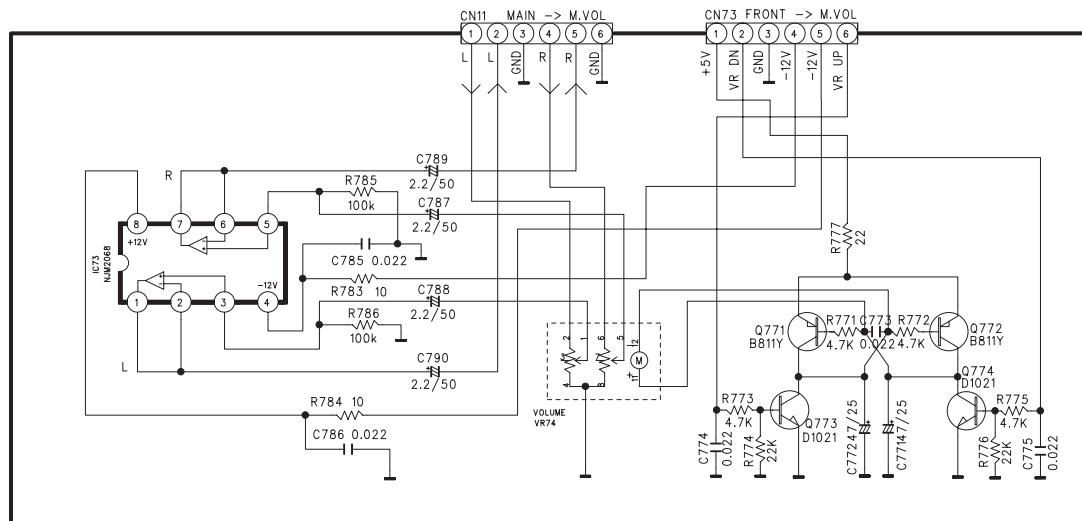 CN11 MAIN -> M.VOL
CN73 FRONT -> M.VOL
1 2 3 4 5 6
1 2 3 4 5 6
L L GND R R GND
+5V VR DN GND -12V -12V VR UP
R
C789
2.2/50
R785
100k
C787
2.2/50
8 7 6 5
+12V
IC73
NJM2068
-12V
1 2 3 4
C785 0.022
R783 10
C788
2.2/50
R786
100k
L
C790
2.2/50
R784 10
C786 0.022
2 1 6 5 12
3 7 M
4 8 11
VOLUME
VR74
R777
22
Q771
B811Y
R771
4.7K
C773
0.022
R772
4.7K
Q772
B811Y
Q774
D1021
R773
4.7K
Q773
D1021
R775
4.7K
C774
0.022
R774
22K
C772 47/25
C771 47/25
R776
22K
C775
0.022